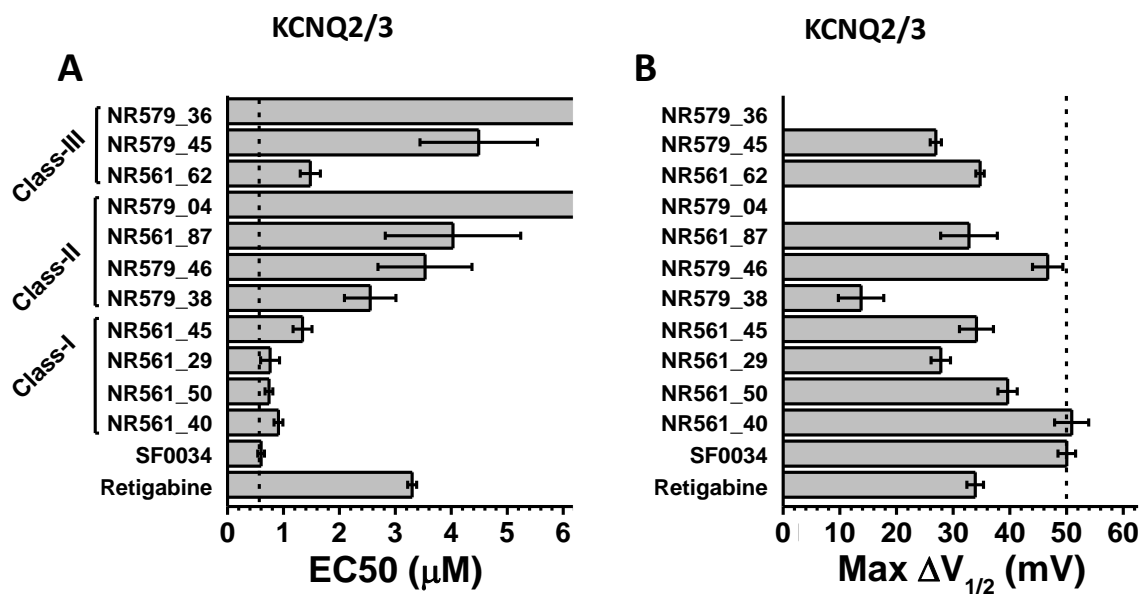 KCNQ2/3
A
Class-III
NR579_36
NR579_45
NR561_62
Class-II
NR579_04
NR561_87
NR579_46
NR579_38
Class-I
NR561_45
NR561_29
NR561_50
NR561_40
SF0034
Retigabine
0 1 2 3 4 5 6
EC50 (μM)
KCNQ2/3
B
NR579_36
NR579_45
NR561_62
NR579_04
NR561_87
NR579_46
NR579_38
NR561_45
NR561_29
NR561_50
NR561_40
SF0034
Retigabine
0 10 20 30 40 50 60
Max ΔV1/2 (mV)